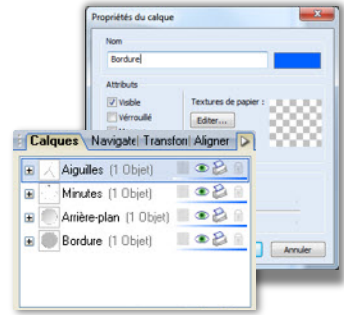 Propriétés du calque
Nom
Bordure
Attributs
Visible
Textures de papier :
Vérrouillé
Editer...
Calques Navigate Transfor Aligner
Aiguilles (1 Objet)
Minutes (1 Objet)
Arrière-plan (1 Objet)
Bordure (1 Objet)
Annuler